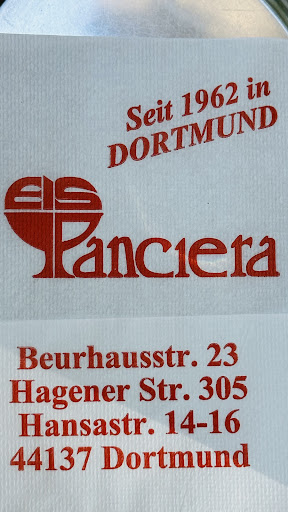 Seit 1962 in
DORTMUND
EIS
Panciera
Beurhausstr. 23
Hagener Str. 305
Hansastr. 14-16
44137 Dortmund